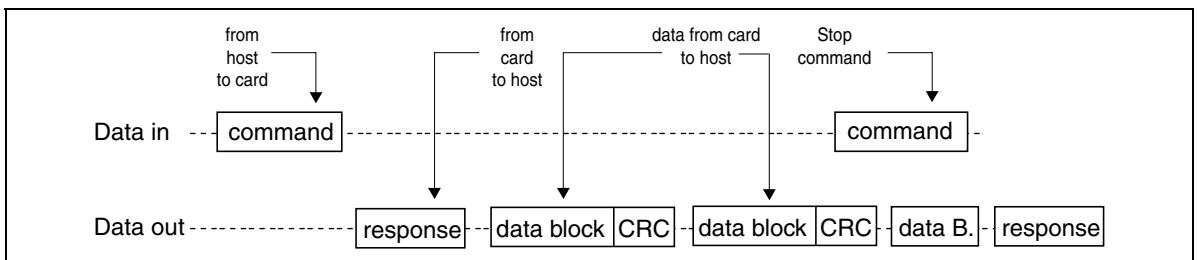 from
host
to card
from
card
to host
data from card
to host
Stop
command
Data in
command
command
Data out
response
data block
CRC
data block
CRC
data B.
response